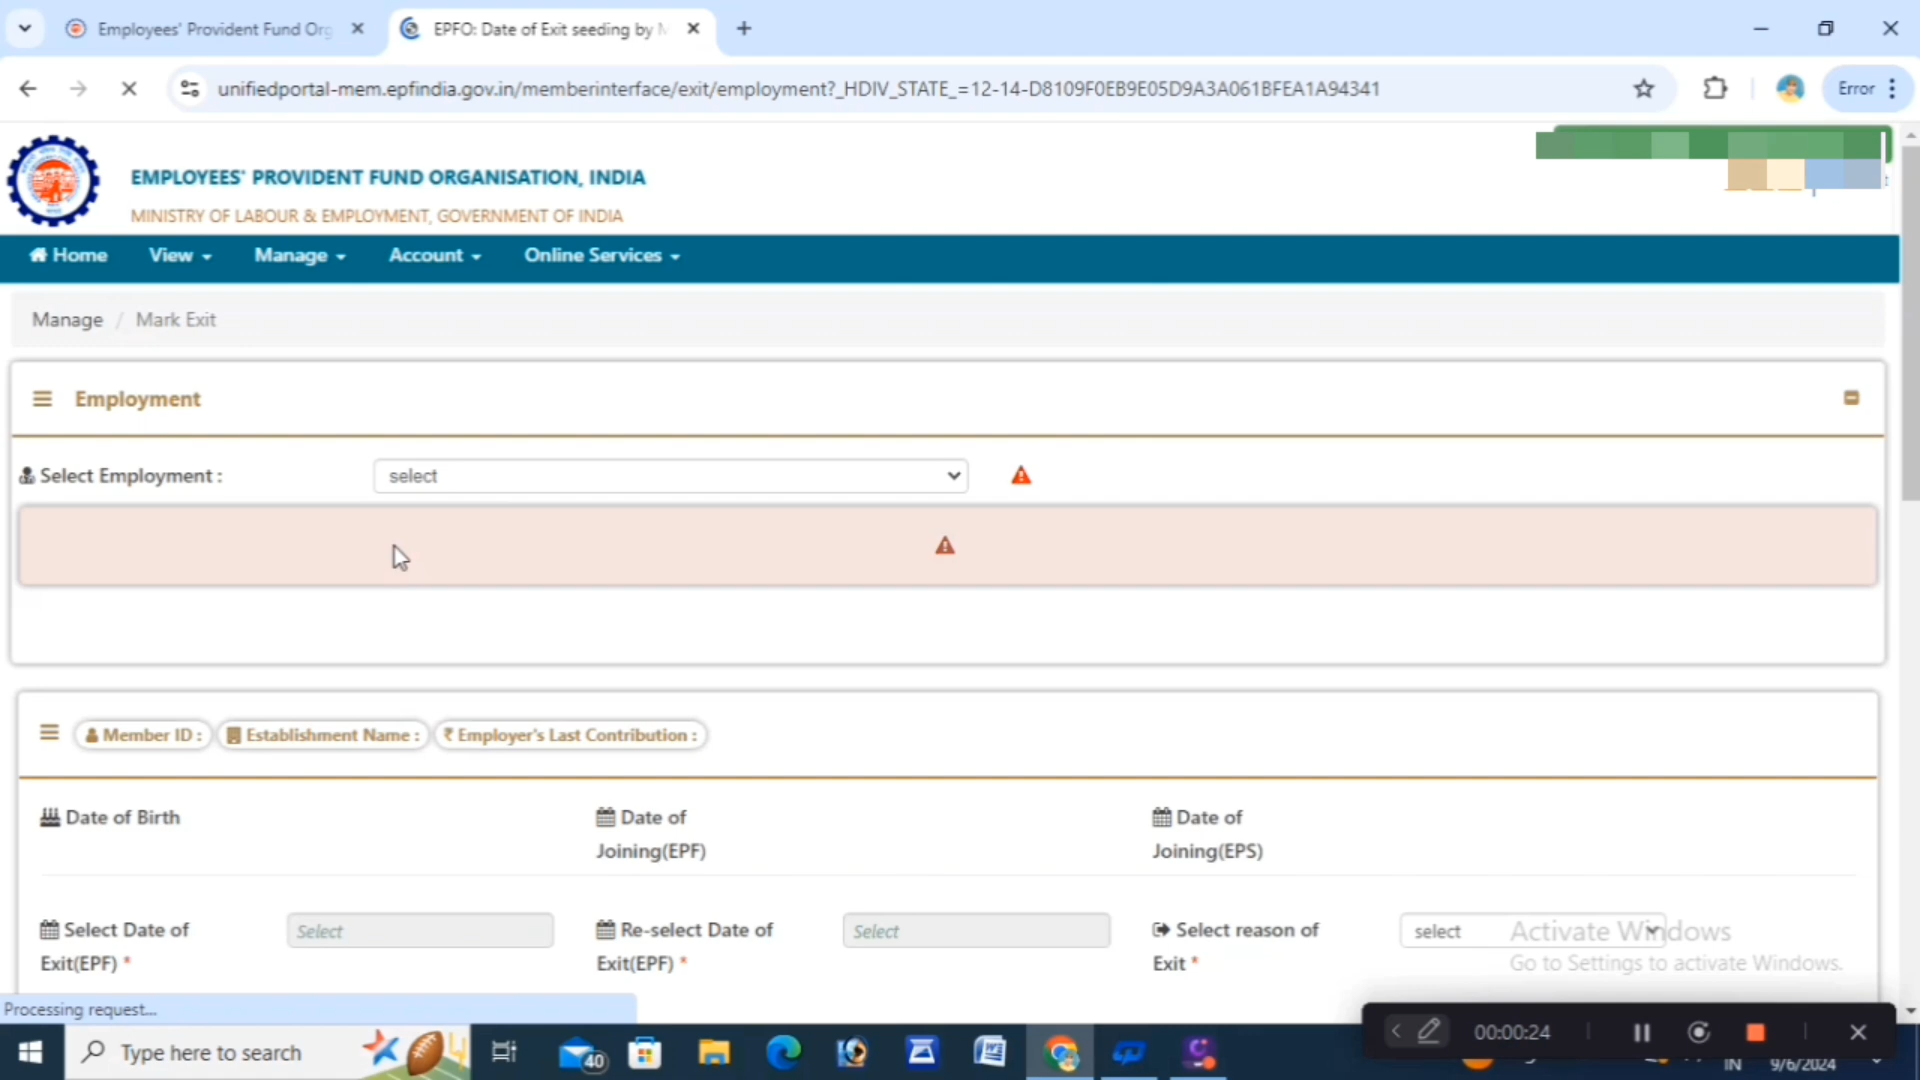 Employees' Provident Fund Org
EPFO: Date of Exit seeding by M
unifiedportal-mem.epfindia.gov.in/memberinterface/exit/employment?_HDIV_STATE_=12-14-D8109F0EB9E05D9A3A061BFEA1A94341
Error
EMPLOYEES' PROVIDENT FUND ORGANISATION, INDIA
MINISTRY OF LABOUR & EMPLOYMENT, GOVERNMENT OF INDIA
Home View Manage Account Online Services
Manage / Mark Exit
Employment
Select Employment : select
Member ID : Establishment Name : ₹ Employer's Last Contribution :
Date of Birth Date of Joining(EPF) Date of Joining(EPS)
Select Date of Exit(EPF) * Select Re-select Date of Exit(EPF) * Select Select reason of Exit * select
Activate Windows
Go to Settings to activate Windows.
Processing request...
00:00:24
Type here to search
40
IN 9/6/2024